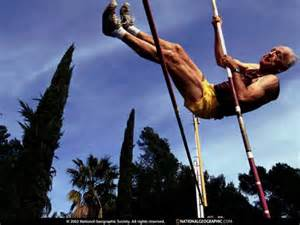 © 2002 National Geographic Society. All rights reserved.
NATIONALGEOGRAPHIC.COM